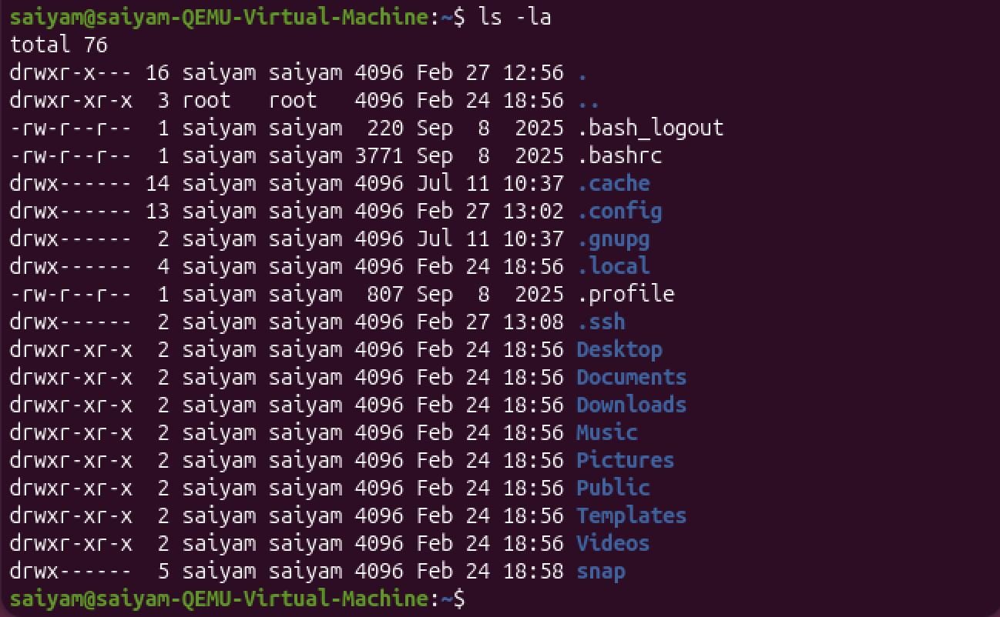 saiyam@saiyam-QEMU-Virtual-Machine:~$ ls -la
total 76
drwxr-x--- 16 saiyam saiyam 4096 Feb 27 12:56 .
drwxr-xr-x  3 root   root   4096 Feb 24 18:56 ..
-rw-r--r--  1 saiyam saiyam  220 Sep  8  2025 .bash_logout
-rw-r--r--  1 saiyam saiyam 3771 Sep  8  2025 .bashrc
drwx------ 14 saiyam saiyam 4096 Jul 11 10:37 .cache
drwx------ 13 saiyam saiyam 4096 Feb 27 13:02 .config
drwx------  2 saiyam saiyam 4096 Jul 11 10:37 .gnupg
drwx------  4 saiyam saiyam 4096 Feb 24 18:56 .local
-rw-r--r--  1 saiyam saiyam  807 Sep  8  2025 .profile
drwx------  2 saiyam saiyam 4096 Feb 27 13:08 .ssh
drwxr-xr-x  2 saiyam saiyam 4096 Feb 24 18:56 Desktop
drwxr-xr-x  2 saiyam saiyam 4096 Feb 24 18:56 Documents
drwxr-xr-x  2 saiyam saiyam 4096 Feb 24 18:56 Downloads
drwxr-xr-x  2 saiyam saiyam 4096 Feb 24 18:56 Music
drwxr-xr-x  2 saiyam saiyam 4096 Feb 24 18:56 Pictures
drwxr-xr-x  2 saiyam saiyam 4096 Feb 24 18:56 Public
drwxr-xr-x  2 saiyam saiyam 4096 Feb 24 18:56 Templates
drwxr-xr-x  2 saiyam saiyam 4096 Feb 24 18:56 Videos
drwx------  5 saiyam saiyam 4096 Feb 24 18:58 snap
saiyam@saiyam-QEMU-Virtual-Machine:~$